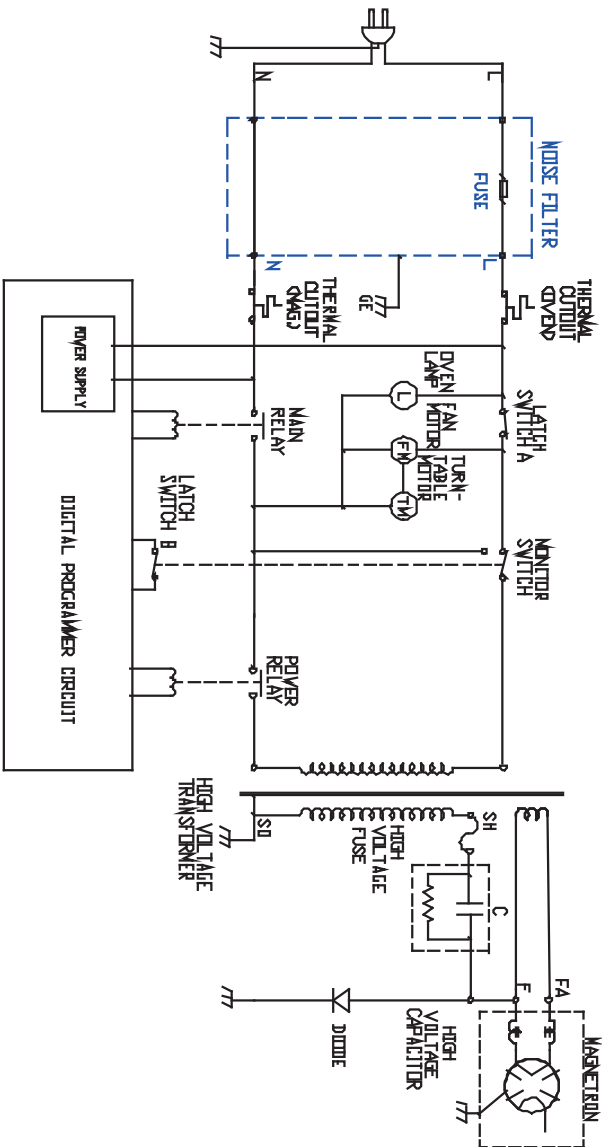 N
L
NOISE FILTER
FUSE
N
L
GE
THERMAL
CUTOUT
(MAG)
THERMAL
CUTOUT
(OVEN)
POWER SUPPLY
MAIN
RELAY
OVEN
LAMP
L
FAN
MOTOR
FM
TURN-
TABLE
MOTOR
TM
LATCH
SWITCH A
LATCH
SWITCH B
MONITOR
SWITCH
DIGITAL PROGRAMMER CIRCUIT
POWER
RELAY
HIGH VOLTAGE
TRANSFORMER
SO
HIGH
VOLTAGE
FUSE
SH
C
F
FA
DIODE
HIGH
VOLTAGE
CAPACITOR
MAGNETRON